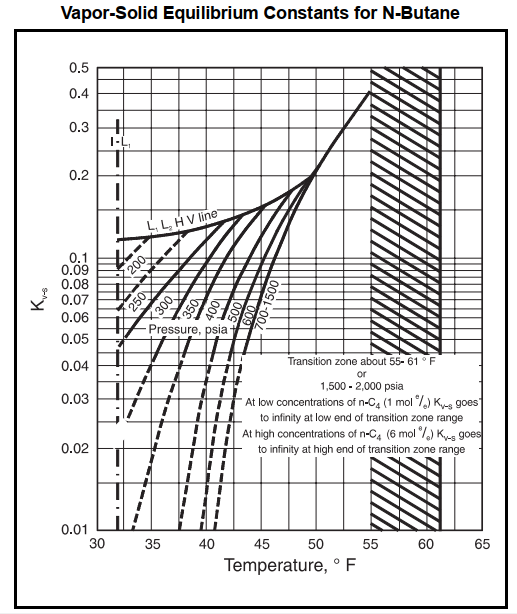 Vapor-Solid Equilibrium Constants for N-Butane
0.5
0.4
0.3
I-L₁
0.2
L₁ L₂ H V line
0.1
0.09
0.08
0.07
0.06
0.05
0.04
0.03
0.02
0.01
Kᵥ₋ₛ
200
250
300
350
400
500
600
700-1500
Pressure, psia
Transition zone about 55- 61 ° F
or
1,500 - 2,000 psia
At low concentrations of n-C₄ (1 mol %) Kᵥ₋ₛ goes
to infinity at low end of transition zone range
At high concentrations of n-C₄ (6 mol %) Kᵥ₋ₛ goes
to infinity at high end of transition zone range
30 35 40 45 50 55 60 65
Temperature, ° F